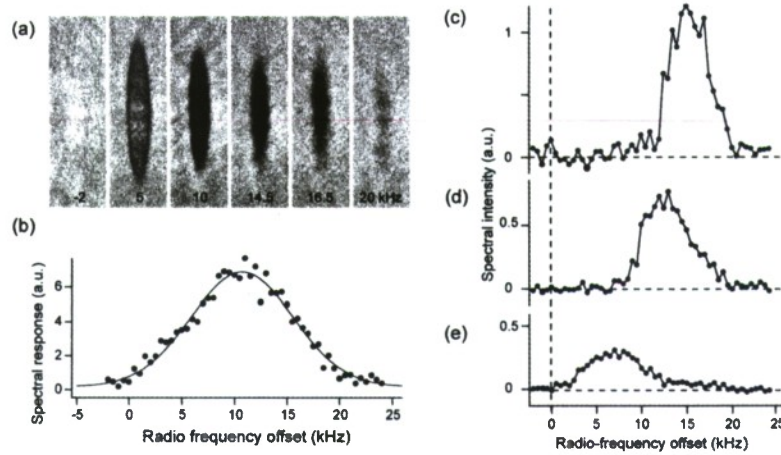 (a)
-2 5 10 14.5 16.5 20 kHz
(b)
Spectral response (a.u.)
6
4
2
0
-5 0 5 10 15 20 25
Radio frequency offset (kHz)
(c)
1
0
(d)
Spectral intensity (a.u.)
0.5
0
(e)
0.5
0
0 5 10 15 20 25
Radio-frequency offset (kHz)